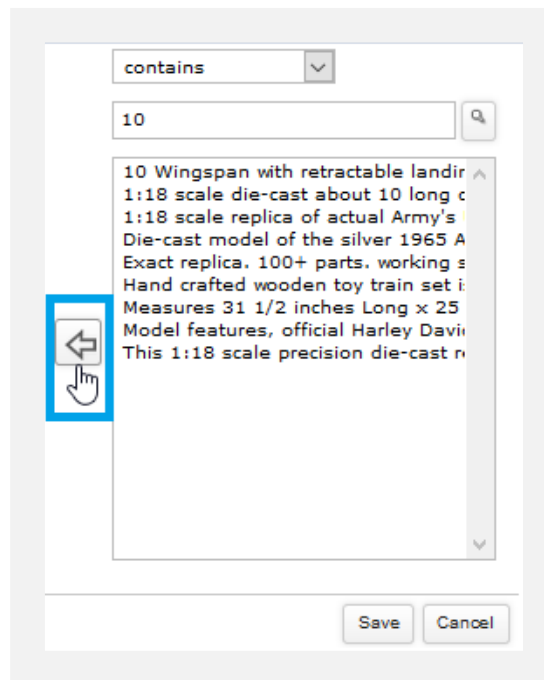 contains
10
10 Wingspan with retractable landir
1:18 scale die-cast about 10 long
1:18 scale replica of actual Army's
Die-cast model of the silver 1965 A
Exact replica. 100+ parts. working
Hand crafted wooden toy train set
Measures 31 1/2 inches Long x 25
Model features, official Harley Davi
This 1:18 scale precision die-cast
Save Cancel